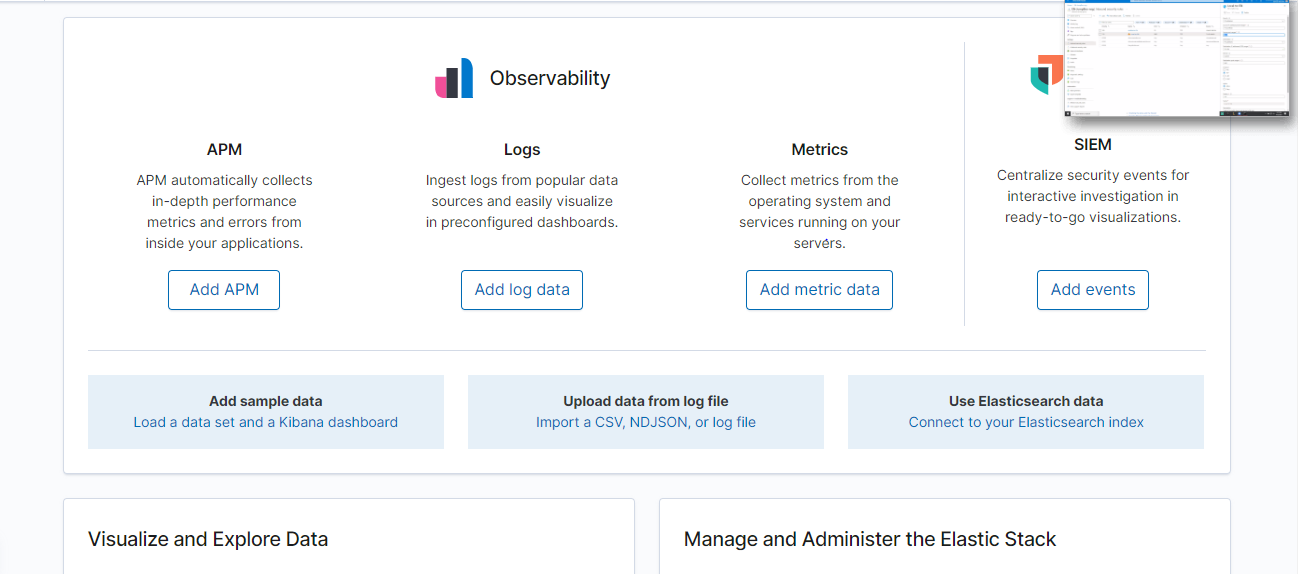 Observability
APM
APM automatically collects
in-depth performance
metrics and errors from
inside your applications.
Add APM
Logs
Ingest logs from popular data
sources and easily visualize
in preconfigured dashboards.
Add log data
Metrics
Collect metrics from the
operating system and
services running on your
servers.
Add metric data
SIEM
Centralize security events for
interactive investigation in
ready-to-go visualizations.
Add events
Add sample data
Load a data set and a Kibana dashboard
Upload data from log file
Import a CSV, NDJSON, or log file
Use Elasticsearch data
Connect to your Elasticsearch index
Visualize and Explore Data
Manage and Administer the Elastic Stack